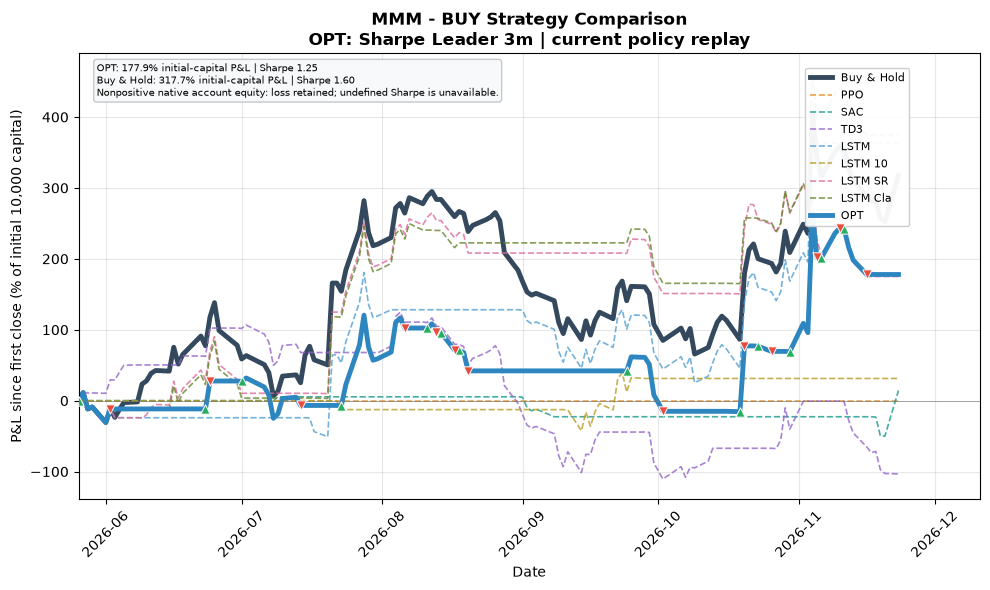 MMM - BUY Strategy Comparison
OPT: Sharpe Leader 3m | current policy replay
OPT: 177.9% initial-capital P&L | Sharpe 1.25
Buy & Hold: 317.7% initial-capital P&L | Sharpe 1.60
Nonpositive native account equity: loss retained; undefined Sharpe is unavailable.
Buy & Hold
PPO
SAC
TD3
LSTM
LSTM 10
LSTM SR
LSTM Cla
OPT
P&L since first close (% of initial 10,000 capital)
400
300
200
100
0
−100
2026-06
2026-07
2026-08
2026-09
2026-10
2026-11
2026-12
Date